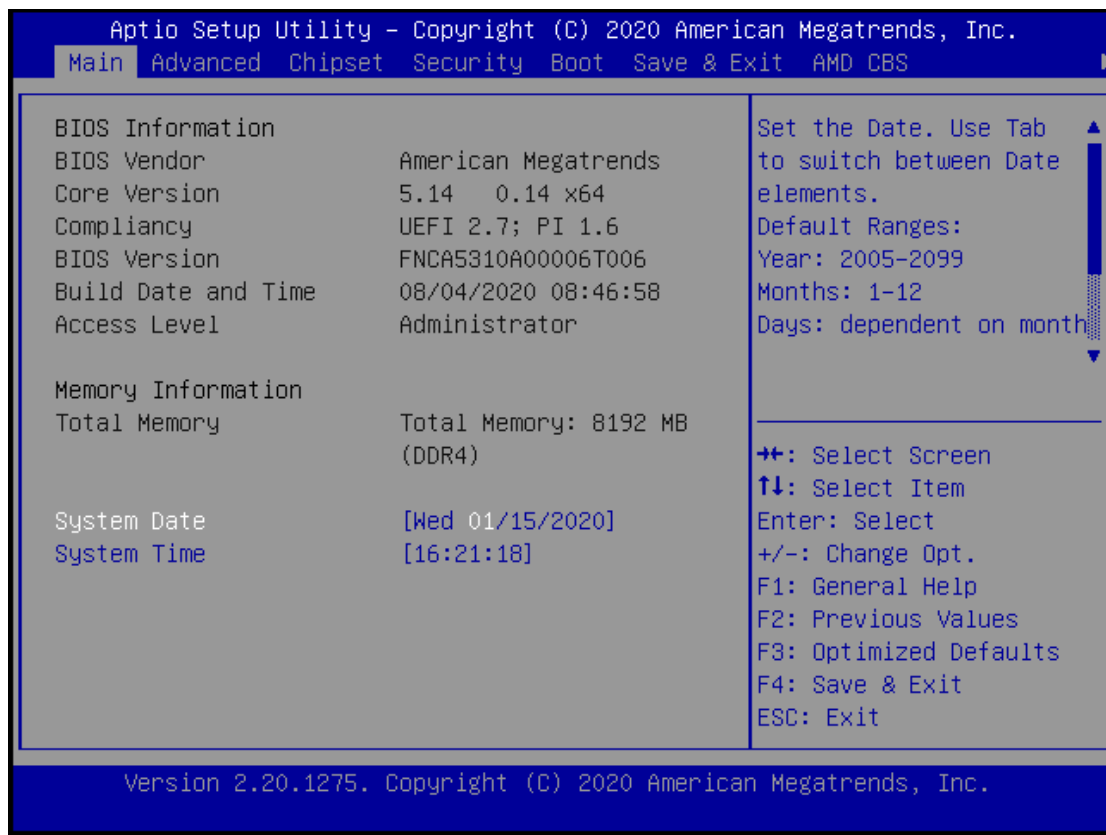 Aptio Setup Utility – Copyright (C) 2020 American Megatrends, Inc.
Main Advanced Chipset Security Boot Save & Exit AMD CBS
BIOS Information
BIOS Vendor American Megatrends
Core Version 5.14 0.14 x64
Compliancy UEFI 2.7; PI 1.6
BIOS Version FNCA5310A00006T006
Build Date and Time 08/04/2020 08:46:58
Access Level Administrator
Memory Information
Total Memory Total Memory: 8192 MB
(DDR4)
System Date [Wed 01/15/2020]
System Time [16:21:18]
Set the Date. Use Tab
to switch between Date
elements.
Default Ranges:
Year: 2005–2099
Months: 1–12
Days: dependent on month
→←: Select Screen
↑↓: Select Item
Enter: Select
+/–: Change Opt.
F1: General Help
F2: Previous Values
F3: Optimized Defaults
F4: Save & Exit
ESC: Exit
Version 2.20.1275. Copyright (C) 2020 American Megatrends, Inc.